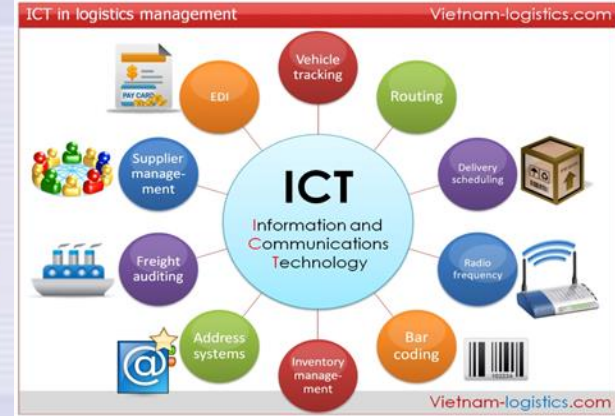 ICT in logistics management
Vietnam-logistics.com
Vehicle
tracking
Routing
Delivery
scheduling
Radio
frequency
Bar
coding
Inventory
manage-
ment
Address
systems
Freight
auditing
Supplier
manage-
ment
EDI
PAY CARD
ICT
Information and
Communications
Technology
Vietnam-logistics.com